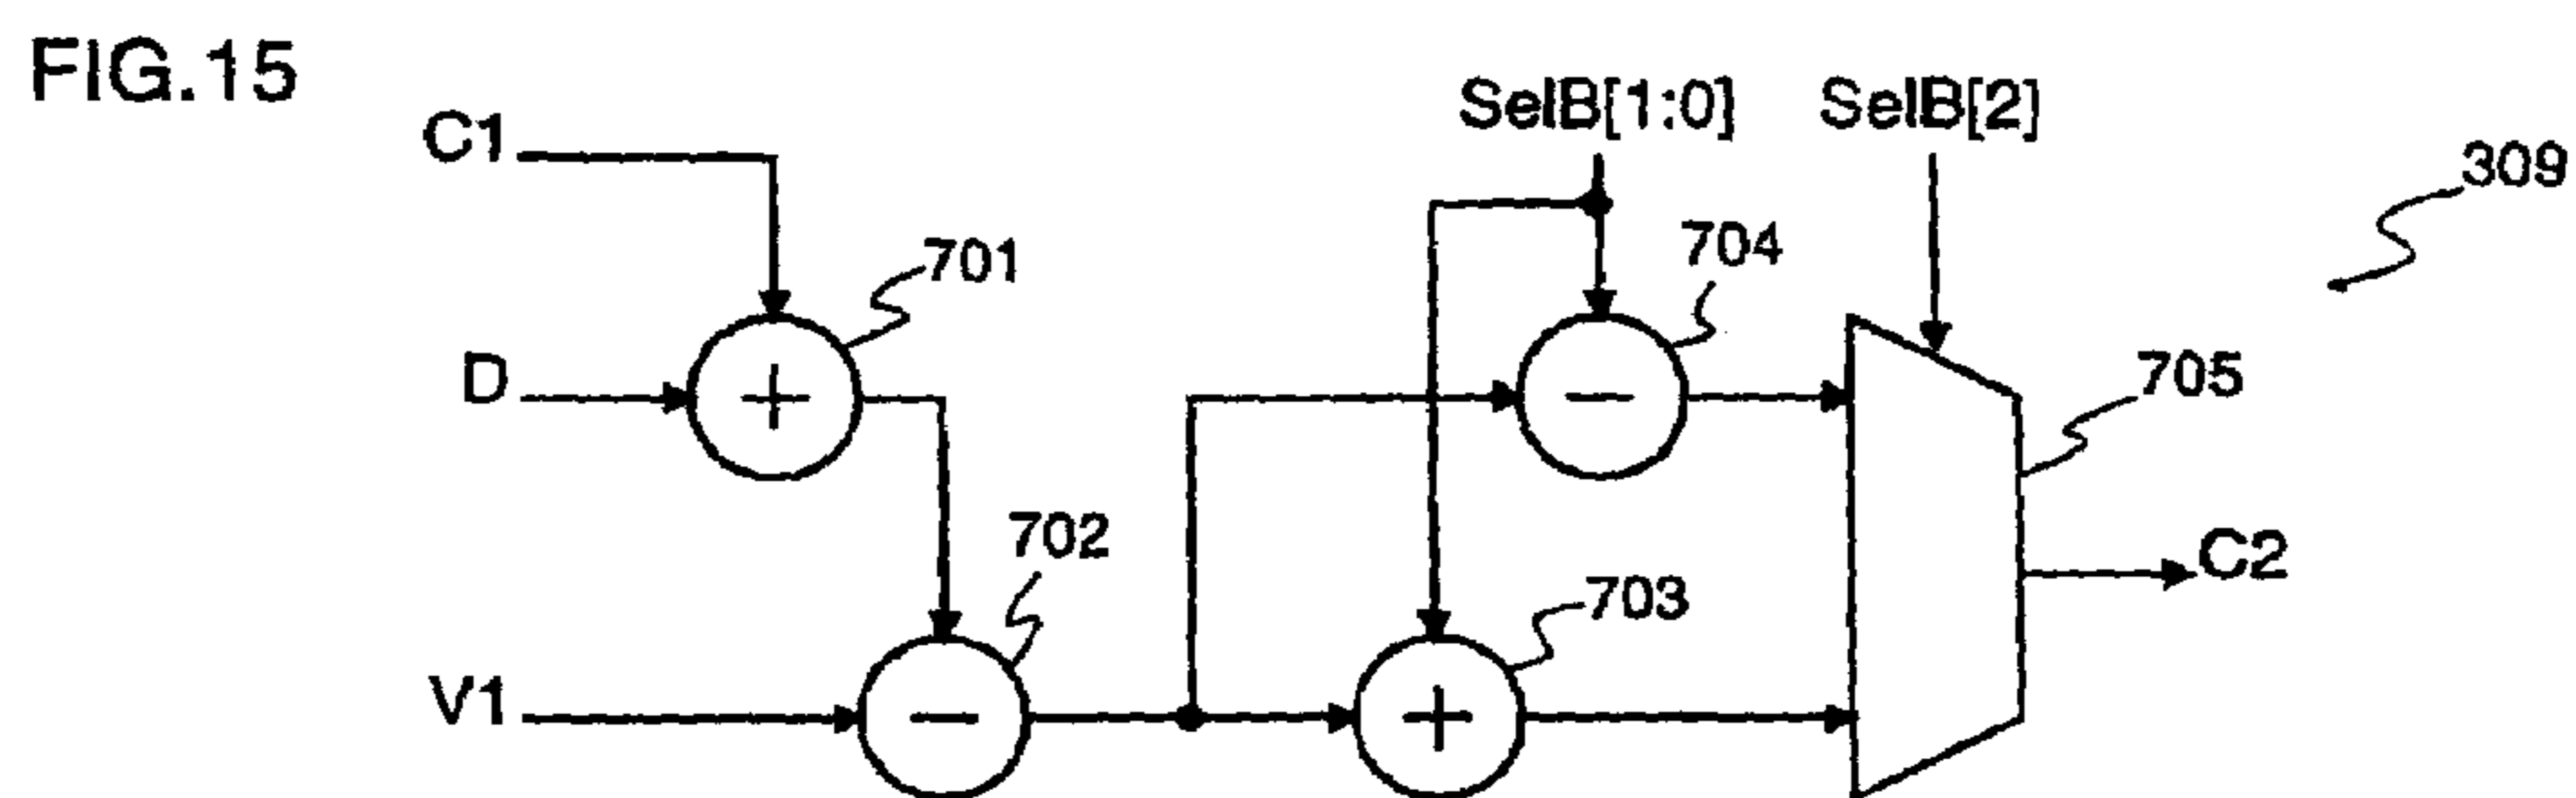 FIG.15
C1
SelB[1:0]
SelB[2]
309
701
704
D
+
−
705
702
C2
703
V1
−
+